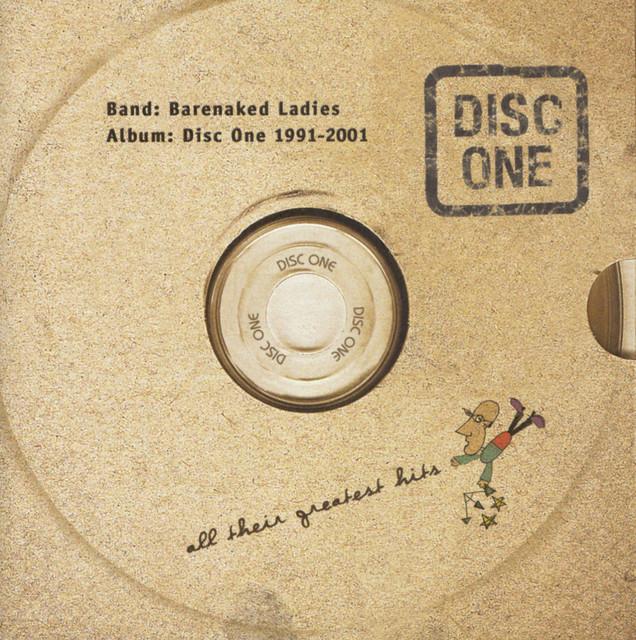 Band: Barenaked Ladies
Album: Disc One 1991-2001
DISC
ONE
DISC ONE
DISC ONE
DISC ONE
all their greatest hits